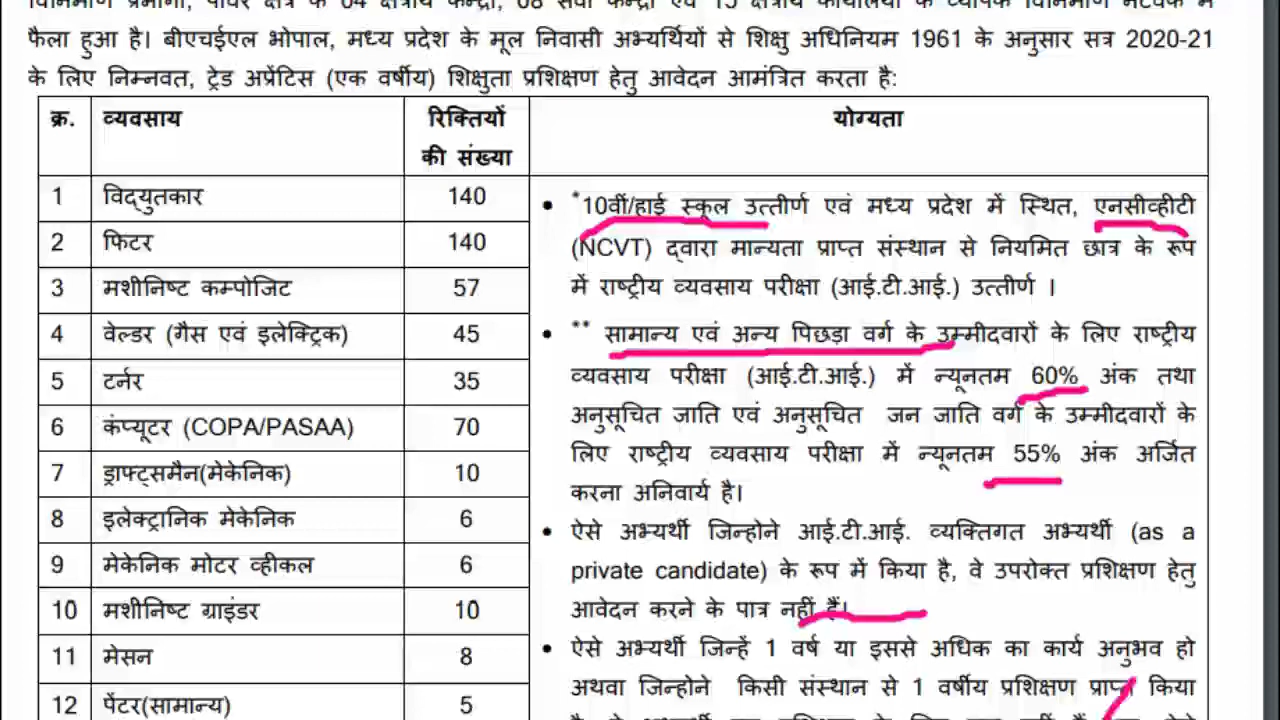 फैला हुआ है। बीएचईएल भोपाल, मध्य प्रदेश के मूल निवासी अभ्यर्थियों से शिक्षु अधिनियम 1961 के अनुसार सत्र 2020-21
के लिए निम्नवत, ट्रेड अप्रेंटिस (एक वर्षीय) शिक्षुता प्रशिक्षण हेतु आवेदन आमंत्रित करता है:
क्र. व्यवसाय रिक्तियों की संख्या योग्यता
1 विद्युतकार 140
2 फिटर 140
3 मशीनिष्ट कम्पोजिट 57
4 वेल्डर (गैस एवं इलेक्ट्रिक) 45
5 टर्नर 35
6 कंप्यूटर (COPA/PASAA) 70
7 ड्राफ्ट्समैन(मेकेनिक) 10
8 इलेक्ट्रानिक मेकेनिक 6
9 मेकेनिक मोटर व्हीकल 6
10 मशीनिष्ट ग्राइंडर 10
11 मेसन 8
12 पेंटर(सामान्य) 5
• *10वीं/हाई स्कूल उत्तीर्ण एवं मध्य प्रदेश में स्थित, एनसीव्हीटी
(NCVT) द्वारा मान्यता प्राप्त संस्थान से नियमित छात्र के रूप
में राष्ट्रीय व्यवसाय परीक्षा (आई.टी.आई.) उत्तीर्ण ।
• ** सामान्य एवं अन्य पिछड़ा वर्ग के उम्मीदवारों के लिए राष्ट्रीय
व्यवसाय परीक्षा (आई.टी.आई.) में न्यूनतम 60% अंक तथा
अनुसूचित जाति एवं अनुसूचित जन जाति वर्ग के उम्मीदवारों के
लिए राष्ट्रीय व्यवसाय परीक्षा में न्यूनतम 55% अंक अर्जित
करना अनिवार्य है।
• ऐसे अभ्यर्थी जिन्होने आई.टी.आई. व्यक्तिगत अभ्यर्थी (as a
private candidate) के रूप में किया है, वे उपरोक्त प्रशिक्षण हेतु
आवेदन करने के पात्र नहीं हैं।
• ऐसे अभ्यर्थी जिन्हें 1 वर्ष या इससे अधिक का कार्य अनुभव हो
अथवा जिन्होने किसी संस्थान से 1 वर्षीय प्रशिक्षण प्राप्त किया